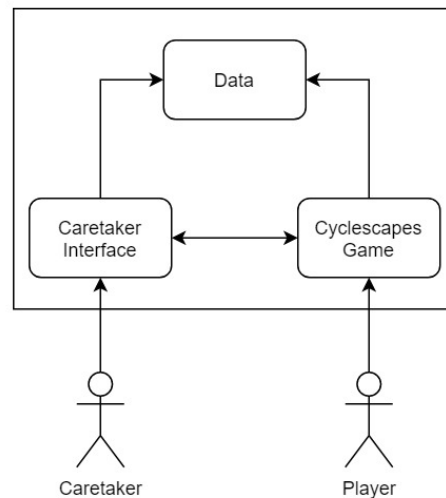 Data
Caretaker
Interface
Cyclescapes
Game
Caretaker
Player